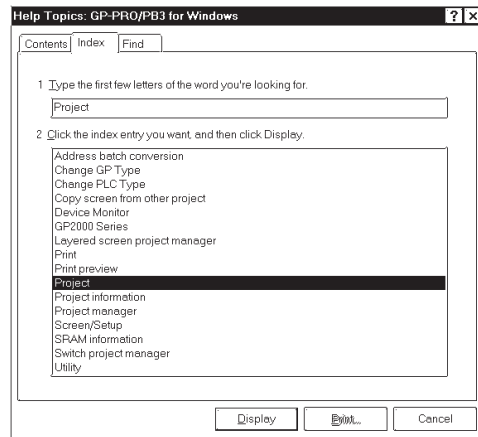 Help Topics: GP-PRO/PB3 for Windows
? ×
Contents Index Find
1 Type the first few letters of the word you're looking for.
Project
2 Click the index entry you want, and then click Display.
Address batch conversion
Change GP Type
Change PLC Type
Copy screen from other project
Device Monitor
GP2000 Series
Layered screen project manager
Print
Print preview
Project
Project information
Project manager
Screen/Setup
SRAM information
Switch project manager
Utility
Display Print... Cancel